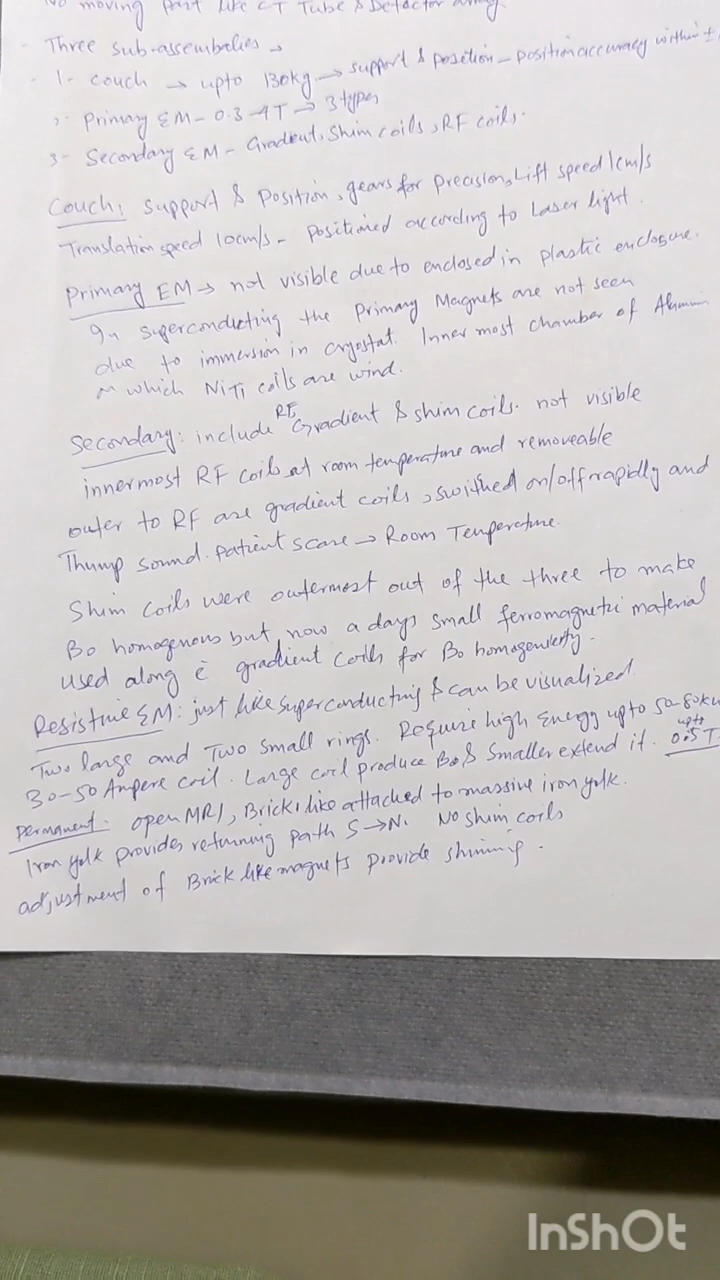 No moving part like CT Tube & Detector array
- Three sub-assembalies →
- 1- Couch → upto 130kg → support & position - position accuracy within ±
2- Primary EM - 0.3-4T → 3 types
3- Secondary EM - Gradient, Shim coils, RF coils.
Couch: Support & Position, gears for Precision, Lift speed 1cm/s
Translation speed 10cm/s - Positioned according to Laser light.
Primary EM → not visible due to enclosed in plastic enclosure.
In superconducting the Primary Magnets are not seen
due to immersion in cryostat. Inner most chamber of
on which NiTi coils are wind.
Secondary: include RF Gradient & shim coils. not visible
innermost RF coils at room temperature and removeable
outer to RF are gradient coils, swithed on/off rapidly and
Thump sound. patient scare → Room Temperature.
Shim coils were outermost out of the three to make
Bo homogenous but now a days small ferromagnetic material
used along c̄ gradient coils for Bo homogeniety.
Resistive EM: just like superconducting & can be visualized.
Two large and Two small rings. Require high Energy upto 50-80kw
30-50 Ampere coil. Large coil produce Bo & Smaller extend it. upto 0.5T.
Permanent: open MRI, Brick like attached to massive iron yolk.
Iron yolk provides returning path S→N. No shim coils
adjustment of Brick like magnets provide shiming.
InShOt